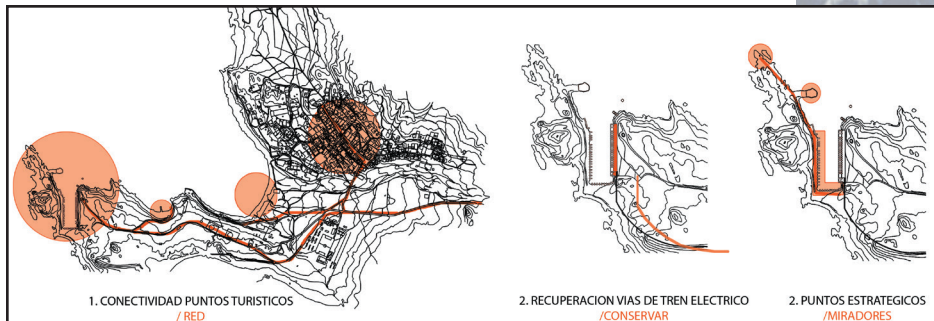 1. CONECTIVIDAD PUNTOS TURISTICOS
/ RED
2. RECUPERACION VIAS DE TREN ELECTRICO
/CONSERVAR
2. PUNTOS ESTRATEGICOS
/MIRADORES